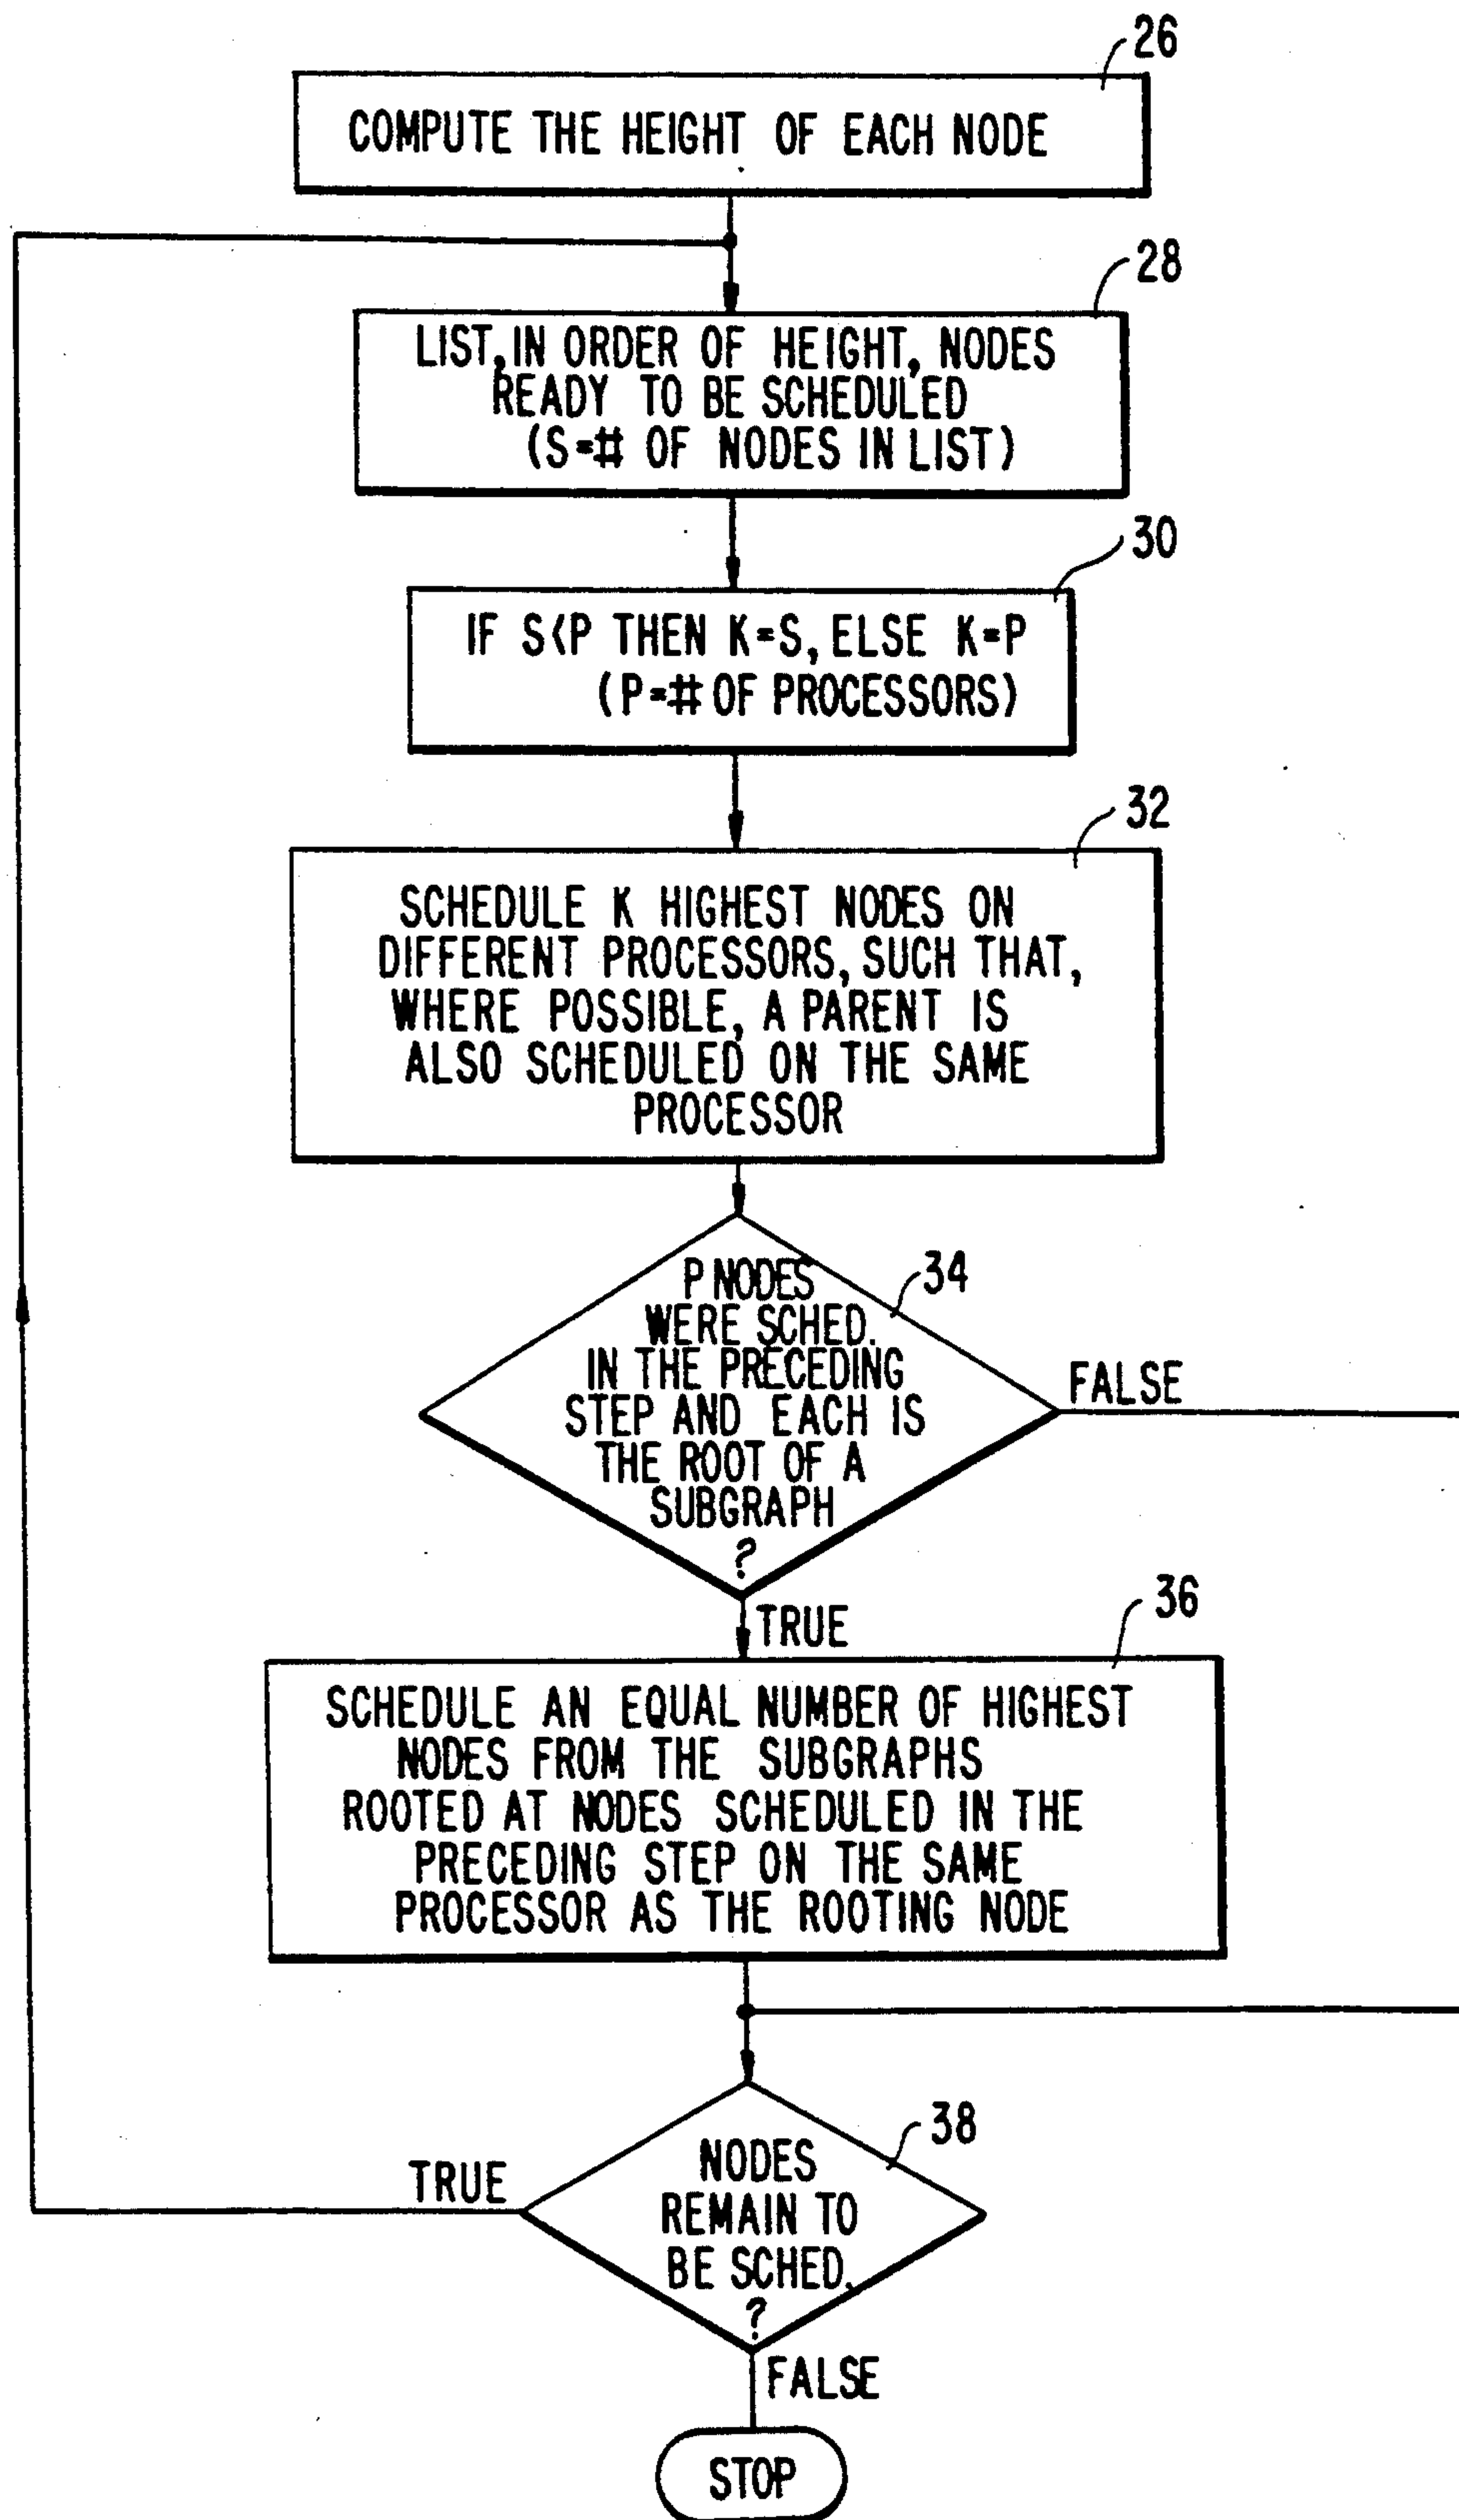 26
COMPUTE THE HEIGHT OF EACH NODE
28
LIST, IN ORDER OF HEIGHT, NODES
READY TO BE SCHEDULED
(S=# OF NODES IN LIST)
30
IF S<P THEN K=S, ELSE K=P
(P=# OF PROCESSORS)
32
SCHEDULE K HIGHEST NODES ON
DIFFERENT PROCESSORS, SUCH THAT,
WHERE POSSIBLE, A PARENT IS
ALSO SCHEDULED ON THE SAME
PROCESSOR
34
P NODES
WERE SCHED.
IN THE PRECEDING
STEP AND EACH IS
THE ROOT OF A
SUBGRAPH
?
FALSE
TRUE
36
SCHEDULE AN EQUAL NUMBER OF HIGHEST
NODES FROM THE SUBGRAPHS
ROOTED AT NODES SCHEDULED IN THE
PRECEDING STEP ON THE SAME
PROCESSOR AS THE ROOTING NODE
38
NODES
REMAIN TO
BE SCHED.
?
TRUE
FALSE
STOP